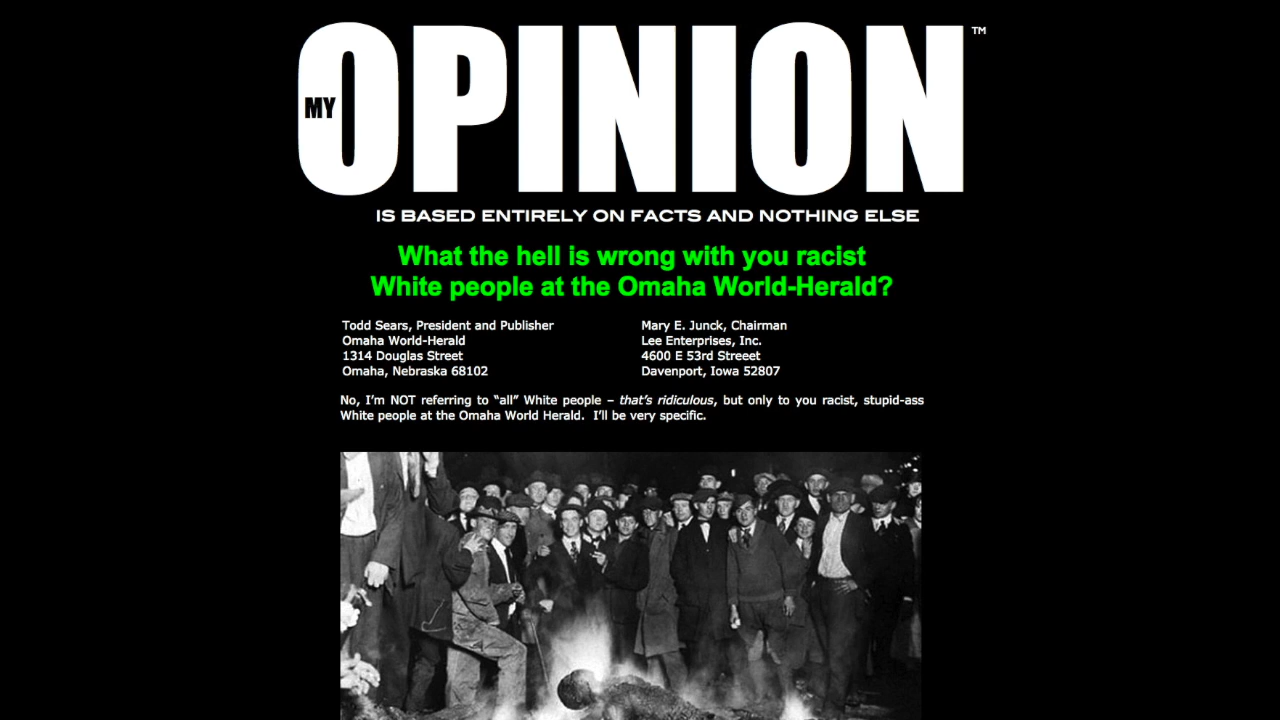 MY OPINION ™
IS BASED ENTIRELY ON FACTS AND NOTHING ELSE
What the hell is wrong with you racist
White people at the Omaha World-Herald?
Todd Sears, President and Publisher
Omaha World-Herald
1314 Douglas Street
Omaha, Nebraska 68102
Mary E. Junck, Chairman
Lee Enterprises, Inc.
4600 E 53rd Streeet
Davenport, Iowa 52807
No, I’m NOT referring to “all” White people – that’s ridiculous, but only to you racist, stupid-ass
White people at the Omaha World Herald.  I’ll be very specific.